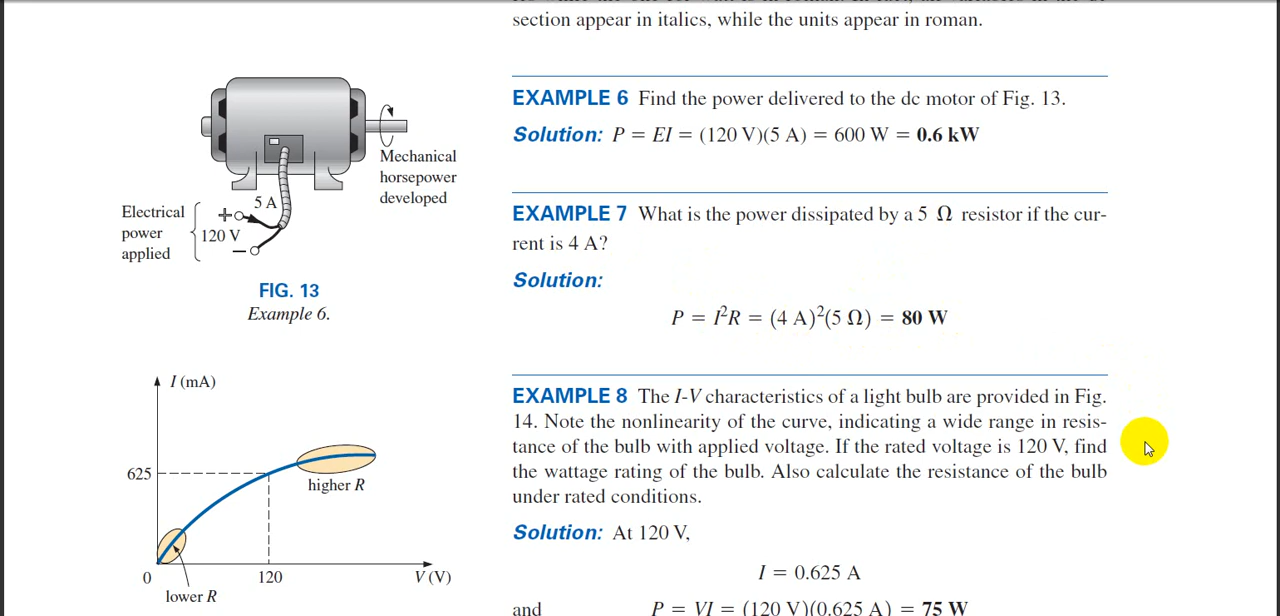 section appear in italics, while the units appear in roman.
EXAMPLE 6 Find the power delivered to the dc motor of Fig. 13.
Solution: P = EI = (120 V)(5 A) = 600 W = 0.6 kW
Mechanical
horsepower
developed
5 A
Electrical
power
applied
+
120 V
−
FIG. 13
Example 6.
EXAMPLE 7 What is the power dissipated by a 5 Ω resistor if the cur-
rent is 4 A?
Solution:
P = I²R = (4 A)²(5 Ω) = 80 W
I (mA)
625
higher R
0
120
V (V)
lower R
EXAMPLE 8 The I-V characteristics of a light bulb are provided in Fig.
14. Note the nonlinearity of the curve, indicating a wide range in resis-
tance of the bulb with applied voltage. If the rated voltage is 120 V, find
the wattage rating of the bulb. Also calculate the resistance of the bulb
under rated conditions.
Solution: At 120 V,
I = 0.625 A
and P = VI = (120 V)(0.625 A) = 75 W